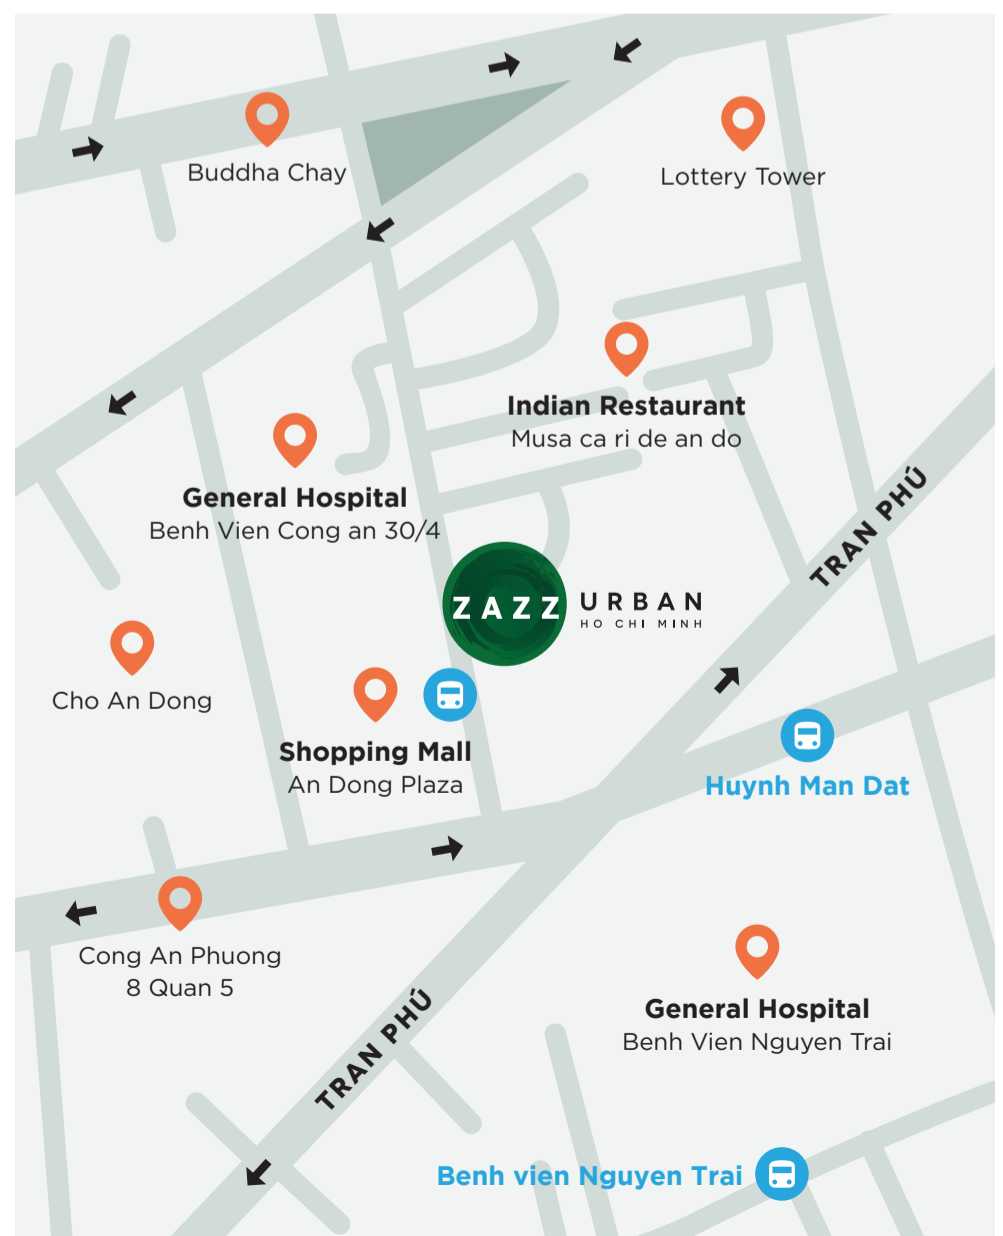 Buddha Chay
Lottery Tower
Indian Restaurant
Musa ca ri de an do
General Hospital
Benh Vien Cong an 30/4
TRAN PHÚ
ZAZZ URBAN
HO CHI MINH
Cho An Dong
Shopping Mall
An Dong Plaza
Huynh Man Dat
Cong An Phuong
8 Quan 5
TRAN PHÚ
General Hospital
Benh Vien Nguyen Trai
Benh vien Nguyen Trai